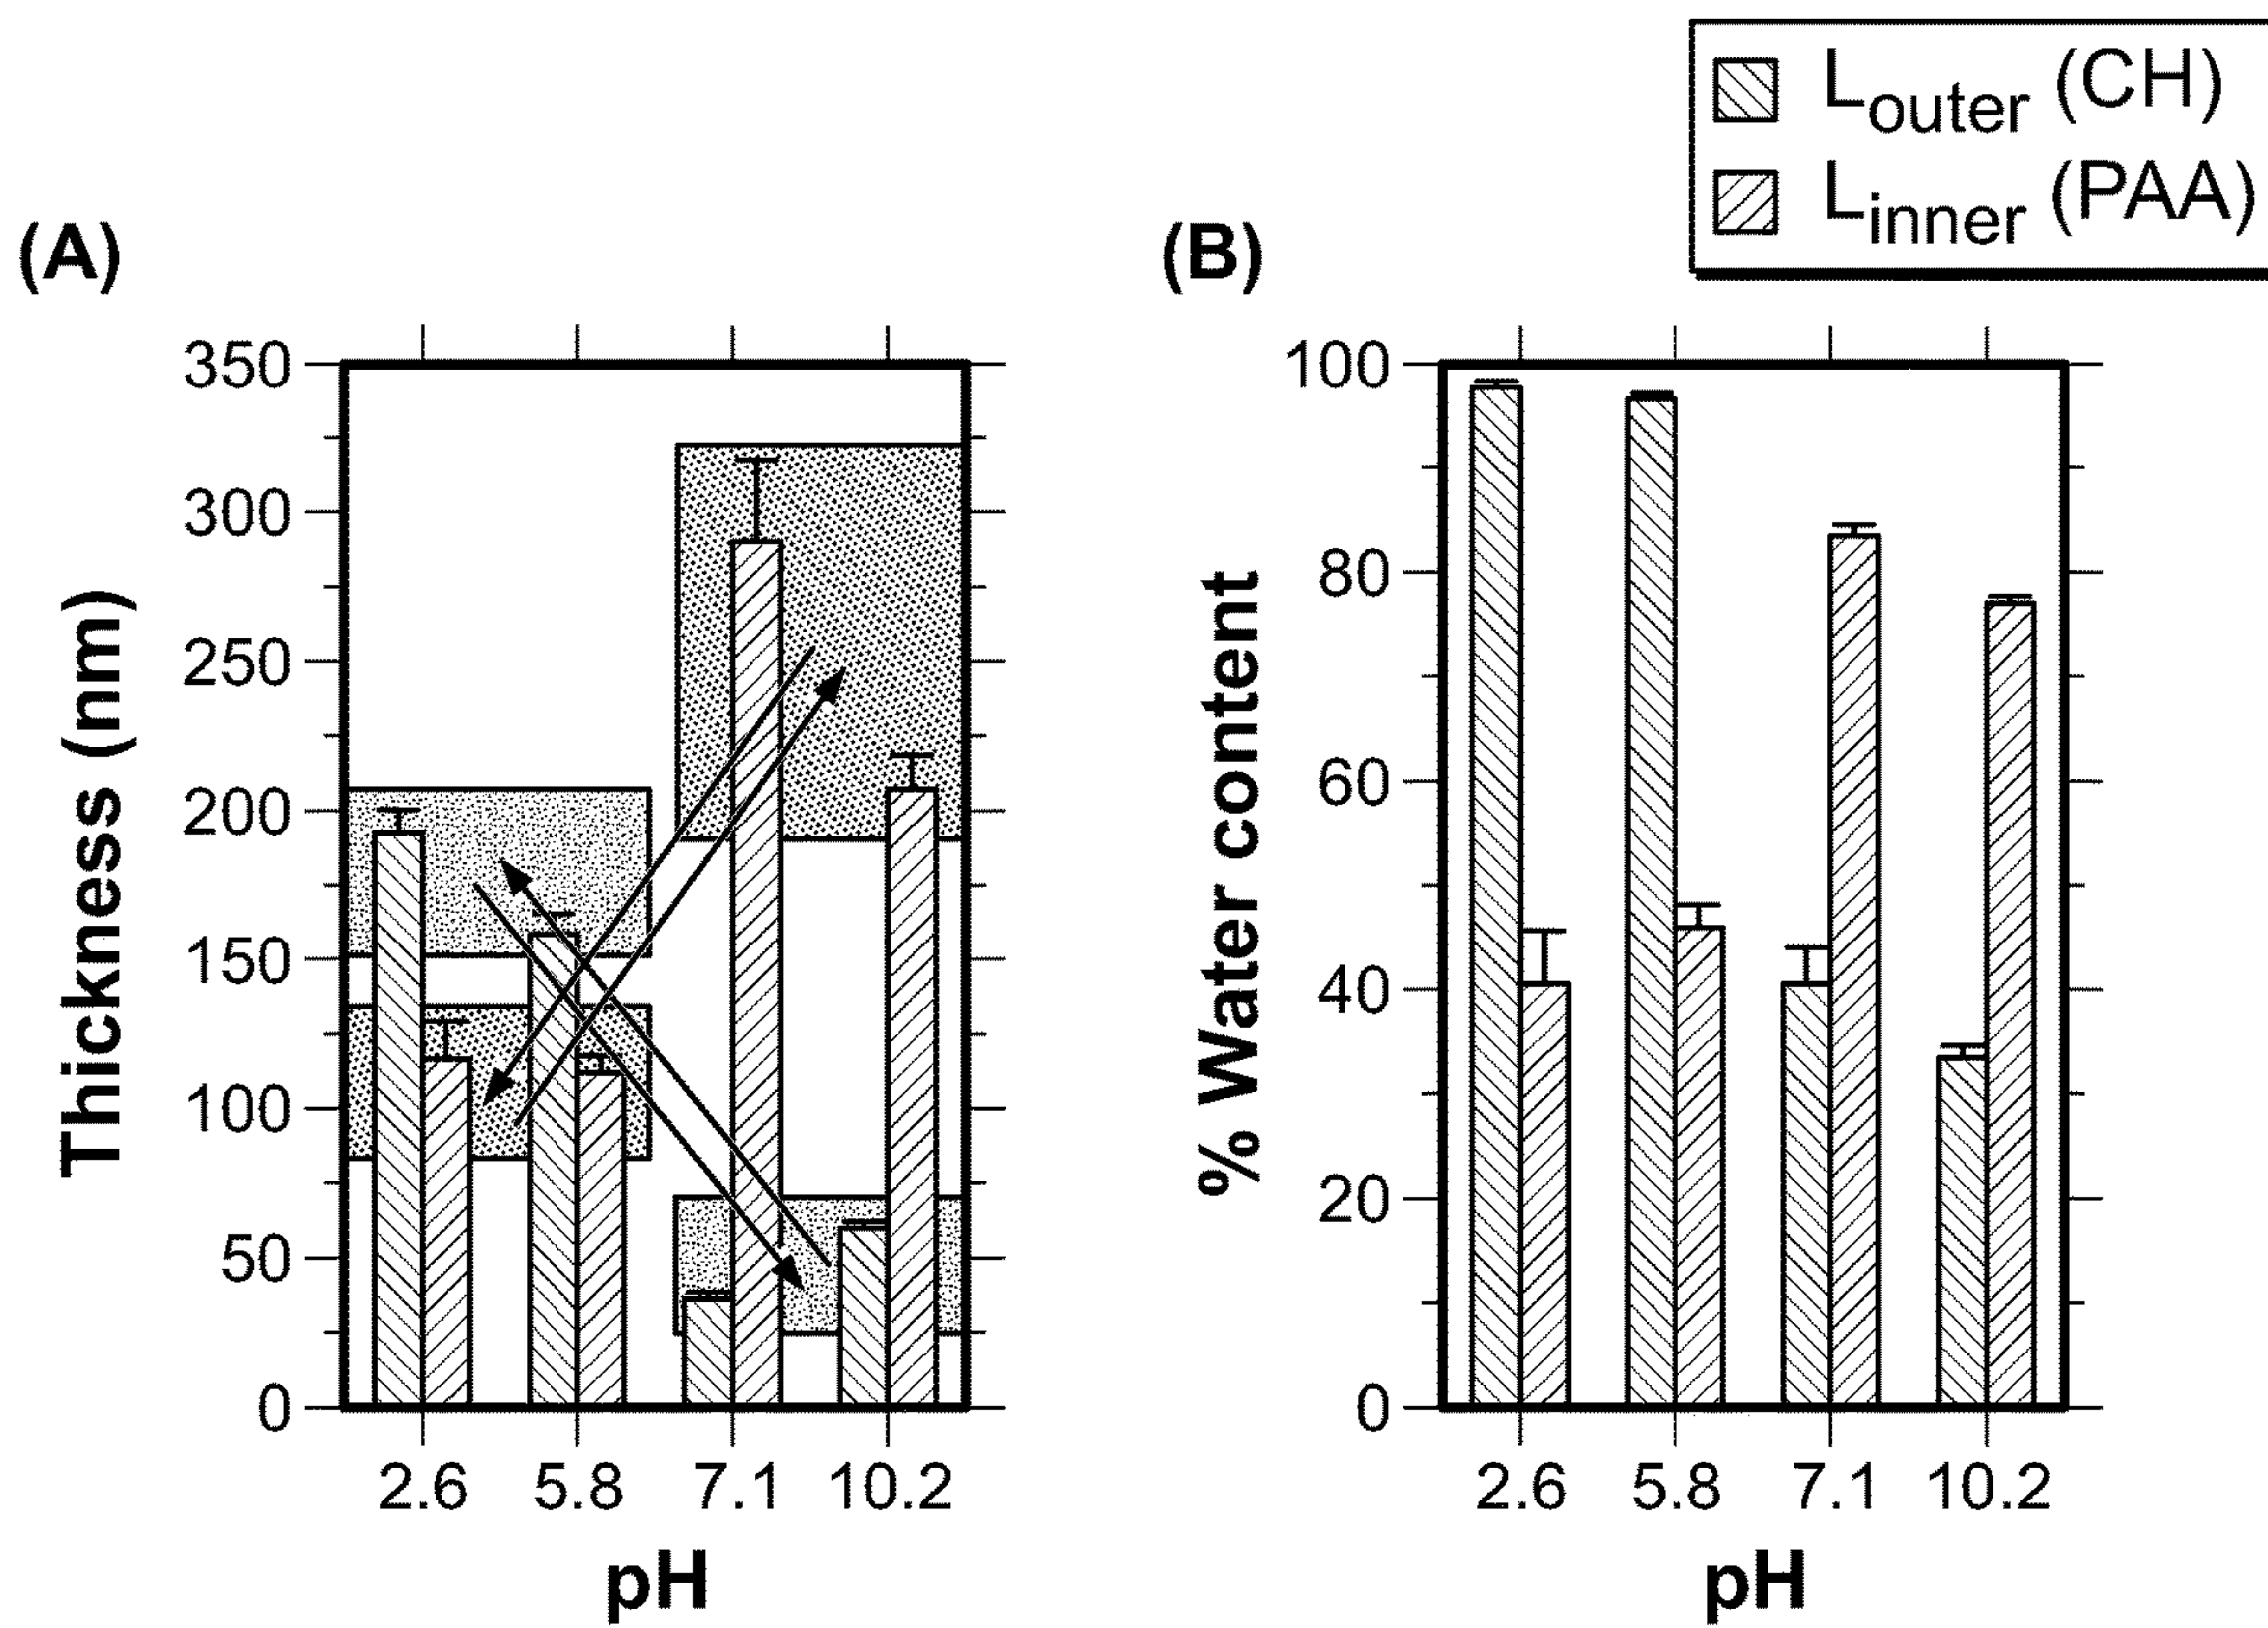 L_outer (CH)
L_inner (PAA)
(A)
(B)
350
300
250
200
150
100
50
0
Thickness (nm)
2.6 5.8 7.1 10.2
pH
100
80
60
40
20
0
% Water content
2.6 5.8 7.1 10.2
pH